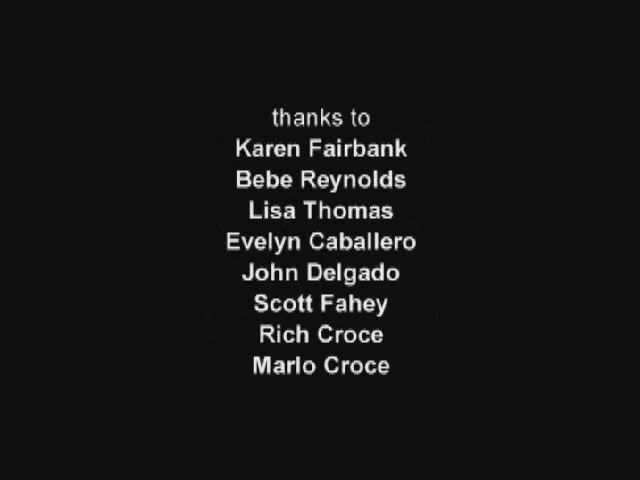 thanks to
Karen Fairbank
Bebe Reynolds
Lisa Thomas
Evelyn Caballero
John Delgado
Scott Fahey
Rich Croce
Marlo Croce